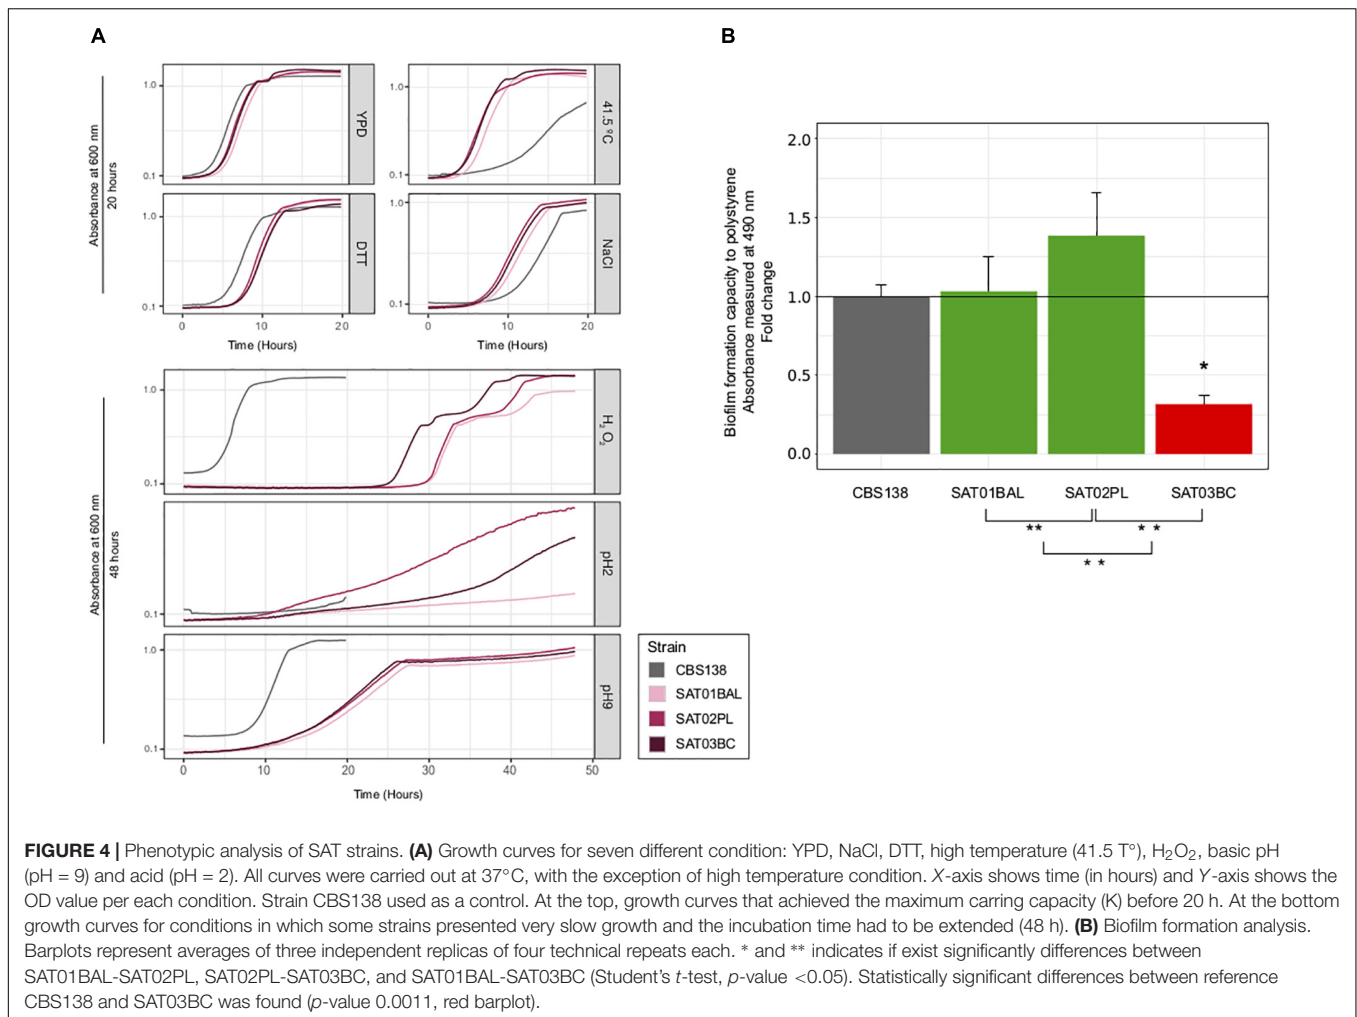 A
Absorbance at 600 nm
20 hours
1.0
0.1
YPD
1.0
0.1
41.5 ºC
1.0
0.1
DTT
1.0
0.1
NaCl
0
10
20
0
10
20
Time (Hours)
Time (Hours)
Absorbance at 600 nm
48 hours
1.0
0.1
H2O2
0.1
pH2
1.0
0.1
pH9
0
10
20
30
40
50
Time (Hours)
Strain
CBS138
SAT01BAL
SAT02PL
SAT03BC
B
Biofilm formation capacity to polystyrene
Absorbance measured at 490 nm
Fold change
2.0
1.5
1.0
0.5
0.0
*
CBS138
SAT01BAL
SAT02PL
SAT03BC
**
* *
* *
FIGURE 4 | Phenotypic analysis of SAT strains. (A) Growth curves for seven different condition: YPD, NaCl, DTT, high temperature (41.5 T°), H2O2, basic pH
(pH = 9) and acid (pH = 2). All curves were carried out at 37°C, with the exception of high temperature condition. X-axis shows time (in hours) and Y-axis shows the
OD value per each condition. Strain CBS138 used as a control. At the top, growth curves that achieved the maximum carring capacity (K) before 20 h. At the bottom
growth curves for conditions in which some strains presented very slow growth and the incubation time had to be extended (48 h). (B) Biofilm formation analysis.
Barplots represent averages of three independent replicas of four technical repeats each. * and ** indicates if exist significantly differences between
SAT01BAL-SAT02PL, SAT02PL-SAT03BC, and SAT01BAL-SAT03BC (Student's t-test, p-value <0.05). Statistically significant differences between reference
CBS138 and SAT03BC was found (p-value 0.0011, red barplot).